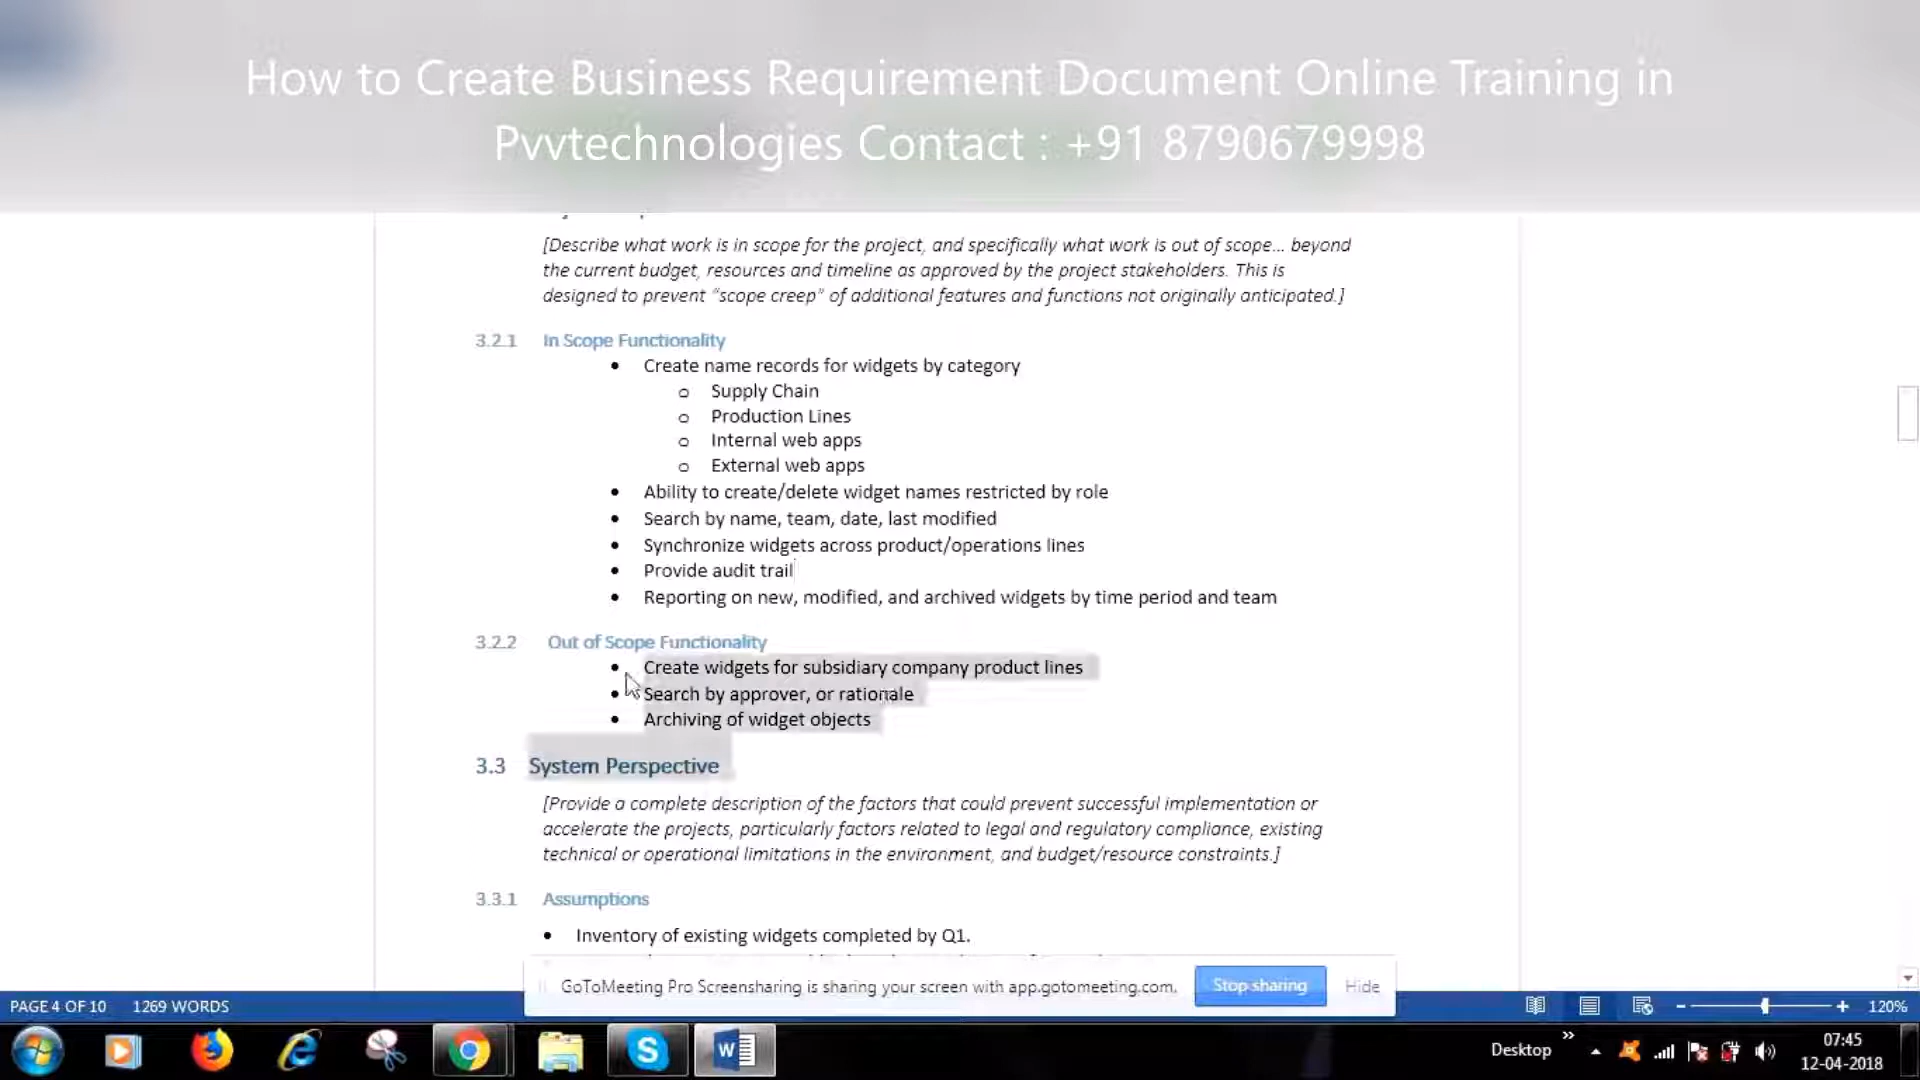 How to Create Business Requirement Document Online Training in
Pvvtechnologies Contact : +91 8790679998
[Describe what work is in scope for the project, and specifically what work is out of scope... beyond
the current budget, resources and timeline as approved by the project stakeholders. This is
designed to prevent “scope creep” of additional features and functions not originally anticipated.]
3.2.1 In Scope Functionality
• Create name records for widgets by category
o Supply Chain
o Production Lines
o Internal web apps
o External web apps
• Ability to create/delete widget names restricted by role
• Search by name, team, date, last modified
• Synchronize widgets across product/operations lines
• Provide audit trail
• Reporting on new, modified, and archived widgets by time period and team
3.2.2 Out of Scope Functionality
• Create widgets for subsidiary company product lines
• Search by approver, or rationale
• Archiving of widget objects
3.3 System Perspective
[Provide a complete description of the factors that could prevent successful implementation or
accelerate the projects, particularly factors related to legal and regulatory compliance, existing
technical or operational limitations in the environment, and budget/resource constraints.]
3.3.1 Assumptions
• Inventory of existing widgets completed by Q1.
GoToMeeting Pro Screensharing is sharing your screen with app.gotomeeting.com. Stop sharing Hide
PAGE 4 OF 10 1269 WORDS 120%
Desktop 07:45
12-04-2018